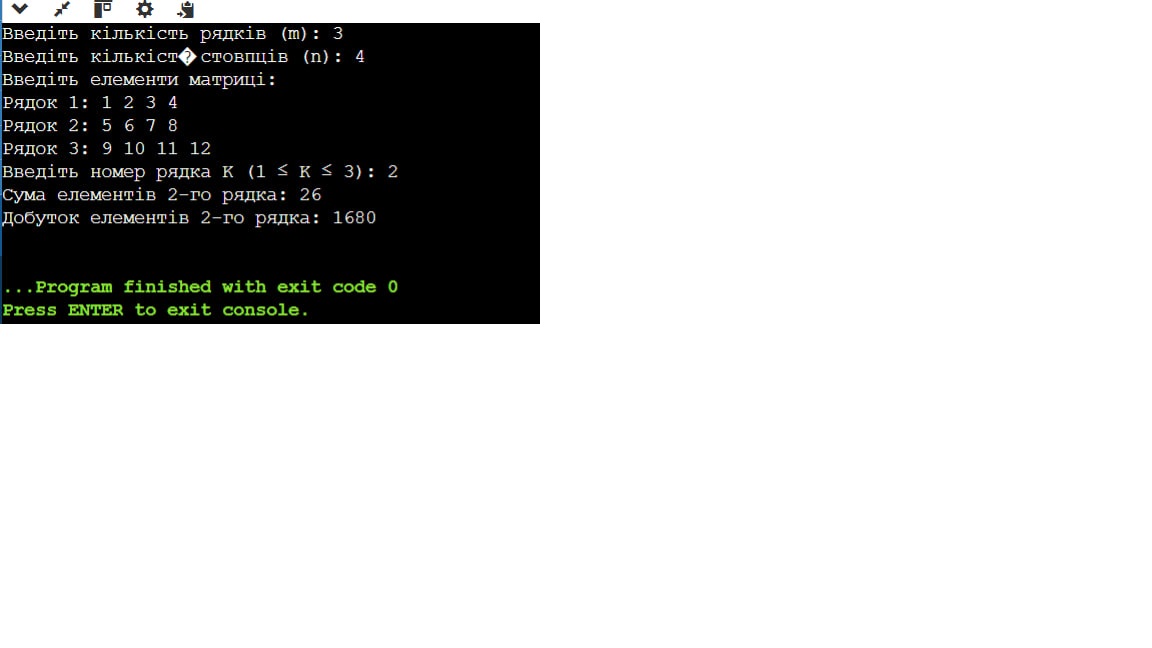 Введіть кількість рядків (m): 3
Введіть кількіст� стовпців (n): 4
Введіть елементи матриці:
Рядок 1: 1 2 3 4
Рядок 2: 5 6 7 8
Рядок 3: 9 10 11 12
Введіть номер рядка K (1 ≤ K ≤ 3): 2
Сума елементів 2-го рядка: 26
Добуток елементів 2-го рядка: 1680
...Program finished with exit code 0
Press ENTER to exit console.